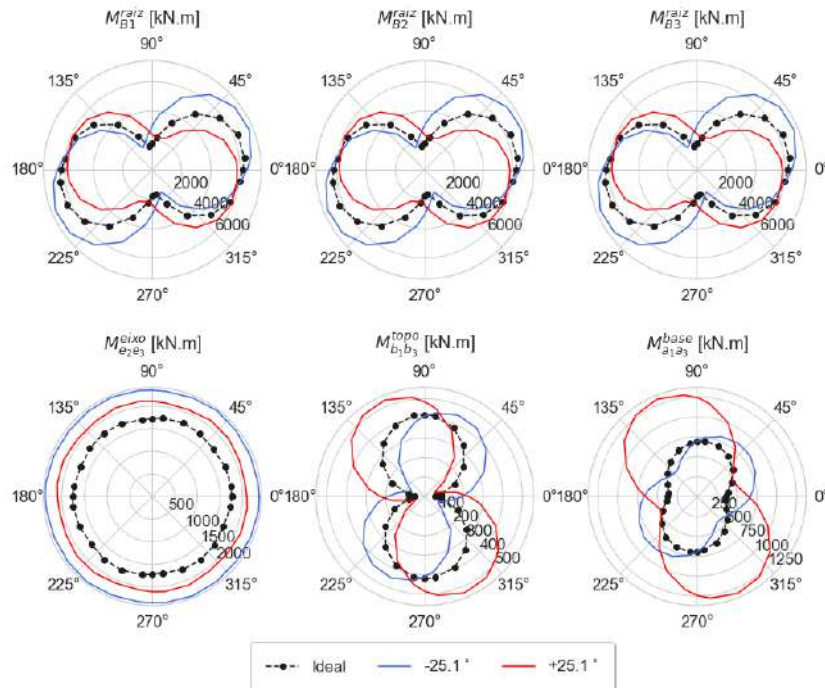 M_{B1}^{raiz} [kN.m] M_{B2}^{raiz} [kN.m] M_{B3}^{raiz} [kN.m]
90° 90° 90°
135° 45° 135° 45° 135° 45°
180° 0° 180° 0° 180° 0°
2000 2000 2000
4000 4000 4000
6000 6000 6000
225° 315° 225° 315° 225° 315°
270° 270° 270°
M_{e_2e_3}^{eixo} [kN.m] M_{b_1b_3}^{topo} [kN.m] M_{a_1a_3}^{base} [kN.m]
90° 90° 90°
135° 45° 135° 45° 135° 45°
180° 0° 180° 0° 180° 0°
500 100 250
1000 200 500
1500 300 750
2000 400 1000
500 1250
225° 315° 225° 315° 225° 315°
270° 270° 270°
Ideal -25.1° +25.1°